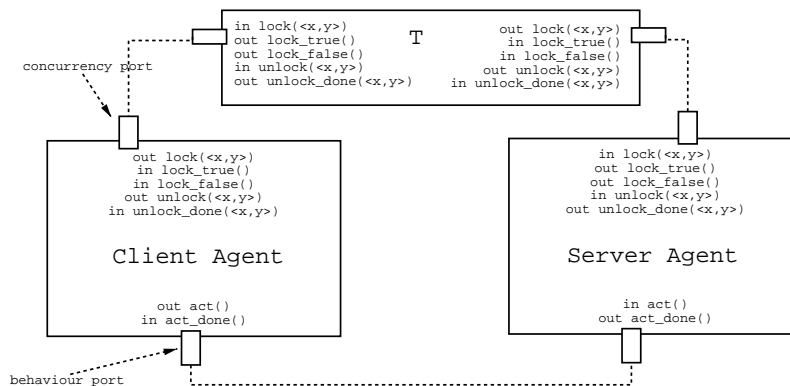 in lock(<x,y>)
out lock_true()
out lock_false()
in unlock(<x,y>)
out unlock_done(<x,y>)
T
out lock(<x,y>)
in lock_true()
in lock_false()
out unlock(<x,y>)
in unlock_done(<x,y>)
concurrency port
out lock(<x,y>)
in lock_true()
in lock_false()
out unlock(<x,y>)
in unlock_done(<x,y>)
Client Agent
out act()
in act_done()
in lock(<x,y>)
out lock_true()
out lock_false()
in unlock(<x,y>)
out unlock_done(<x,y>)
Server Agent
in act()
out act_done()
behaviour port